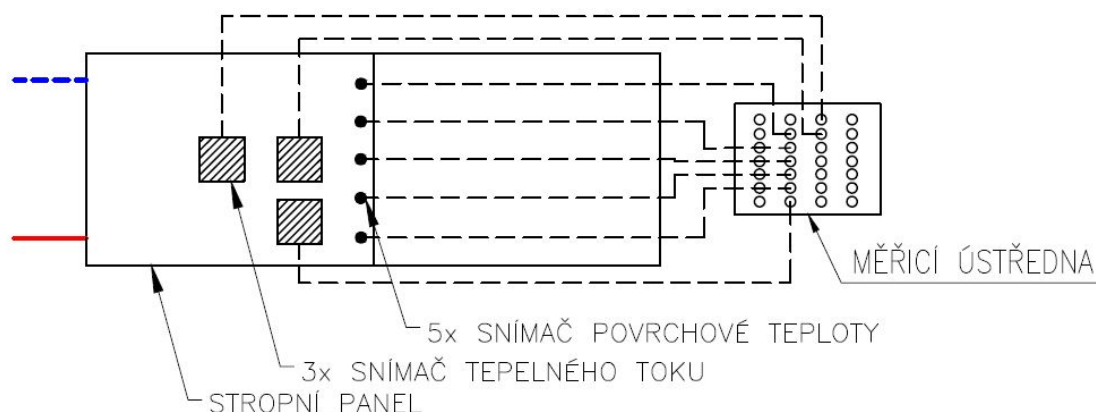 MĚŘICÍ ÚSTŘEDNA
5x SNÍMAČ POVRCHOVÉ TEPLOTY
3x SNÍMAČ TEPELNÉHO TOKU
STROPNÍ PANEL